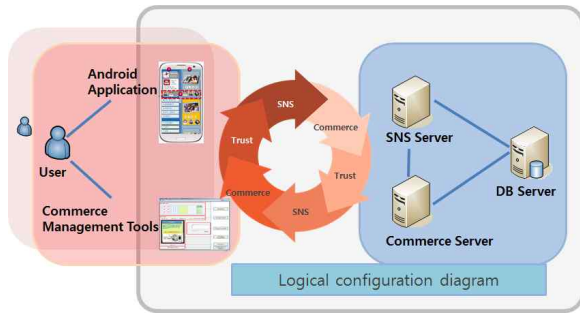 Android
Application
User
Commerce
Management Tools
SNS
Commerce
Trust
SNS
Commerce
Trust
SNS Server
DB Server
Commerce Server
Logical configuration diagram